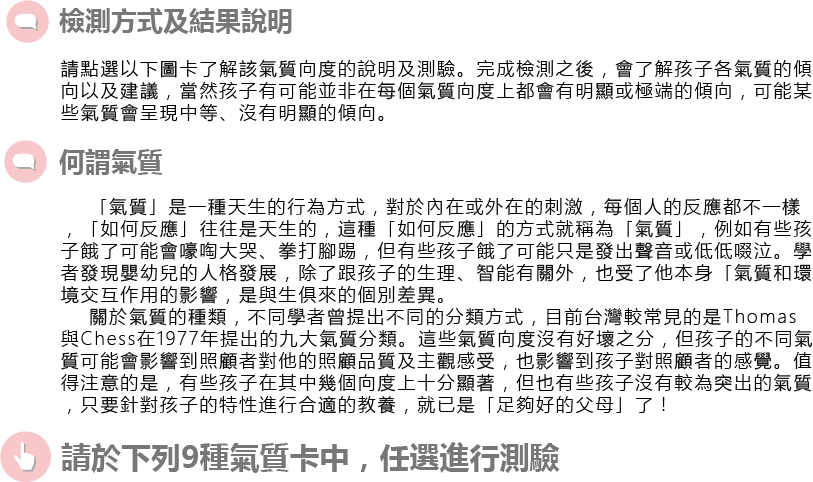 檢測方式及結果說明
請點選以下圖卡了解該氣質向度的說明及測驗。完成檢測之後，會了解孩子各氣質的傾
向以及建議，當然孩子有可能並非在每個氣質向度上都會有明顯或極端的傾向，可能某
些氣質會呈現中等、沒有明顯的傾向。
何謂氣質
「氣質」是一種天生的行為方式，對於內在或外在的刺激，每個人的反應都不一樣
，「如何反應」往往是天生的，這種「如何反應」的方式就稱為「氣質」，例如有些孩
子餓了可能會嚎啕大哭、拳打腳踢，但有些孩子餓了可能只是發出聲音或低低啜泣。學
者發現嬰幼兒的人格發展，除了跟孩子的生理、智能有關外，也受了他本身「氣質和環
境交互作用的影響，是與生俱來的個別差異。
關於氣質的種類，不同學者曾提出不同的分類方式，目前台灣較常見的是Thomas
與Chess在1977年提出的九大氣質分類。這些氣質向度沒有好壞之分，但孩子的不同氣
質可能會影響到照顧者對他的照顧品質及主觀感受，也影響到孩子對照顧者的感覺。值
得注意的是，有些孩子在其中幾個向度上十分顯著，但也有些孩子沒有較為突出的氣質
，只要針對孩子的特性進行合適的教養，就已是「足夠好的父母」了！
請於下列9種氣質卡中，任選進行測驗